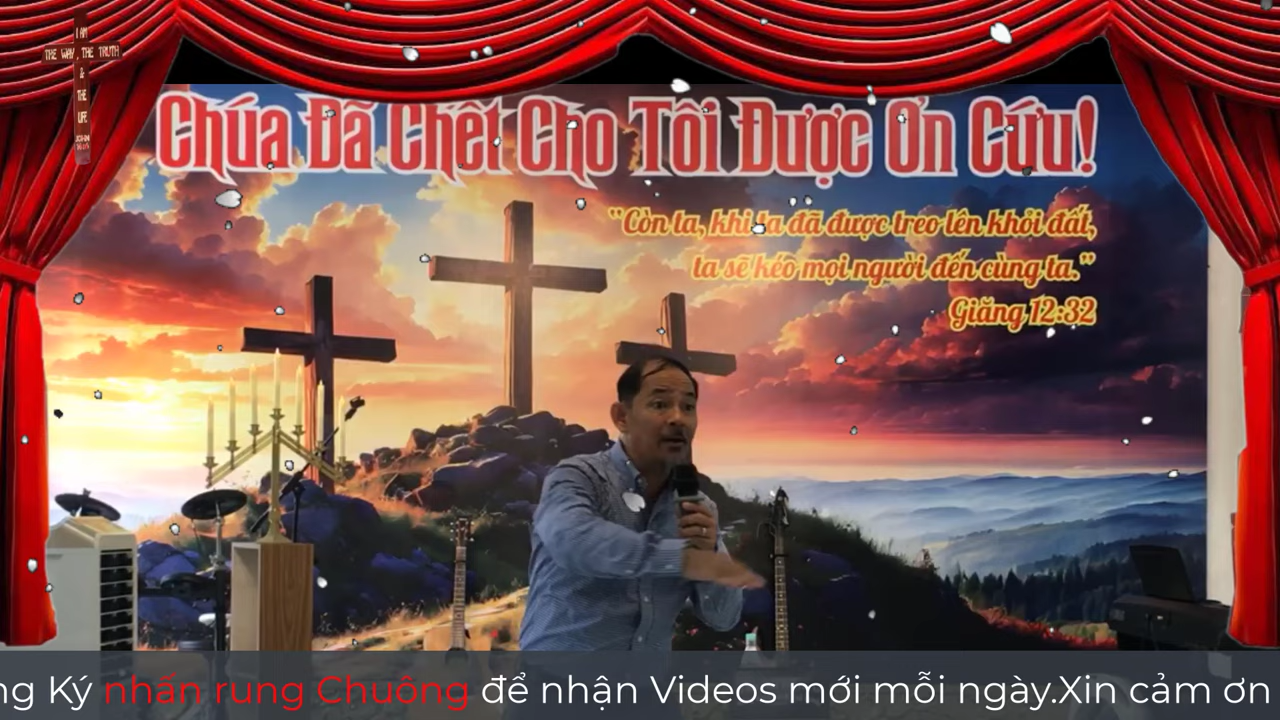 I AM
THE WAY, THE TRUTH
&
THE
LIFE
Chúa Đã Chết Cho Tôi Được Ơn Cứu!
"Còn ta, khi ta đã được treo lên khỏi đất,
ta sẽ kéo mọi người đến cùng ta."
Giăng 12:32
ng Ký nhấn rung Chuông để nhận Videos mới mỗi ngày.Xin cảm ơn